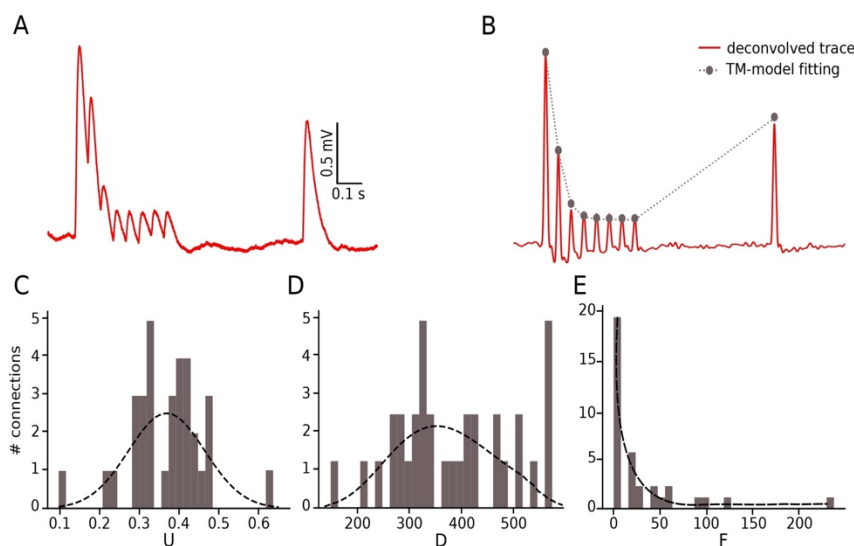 A
0.5 mV
0.1 s
B
deconvolved trace
TM-model fitting
C
# connections
5
4
3
2
1
0
0.1 0.2 0.3 0.4 0.5 0.6
U
D
5
4
3
2
1
0
200 300 400 500
D
E
20
15
10
5
0
0 50 100 150 200
F